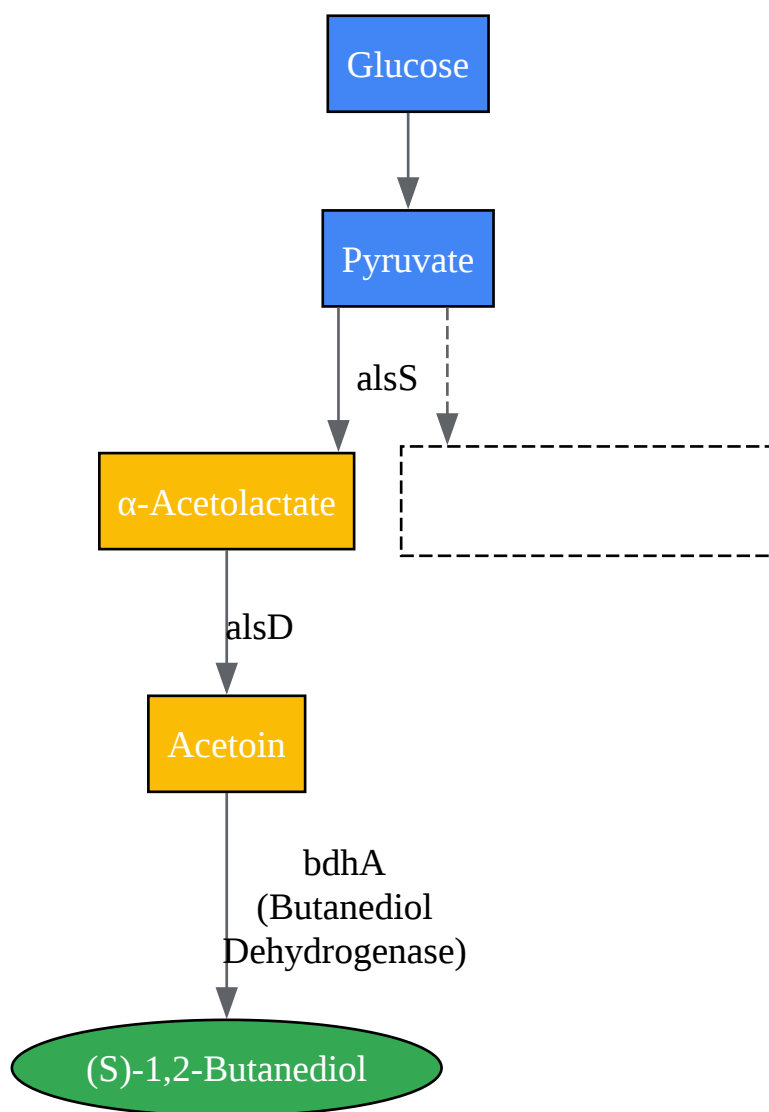 Glucose
Pyruvate
alsS
α-Acetolactate
alsD
Acetoin
bdhA
(Butanediol
Dehydrogenase)
(S)-1,2-Butanediol